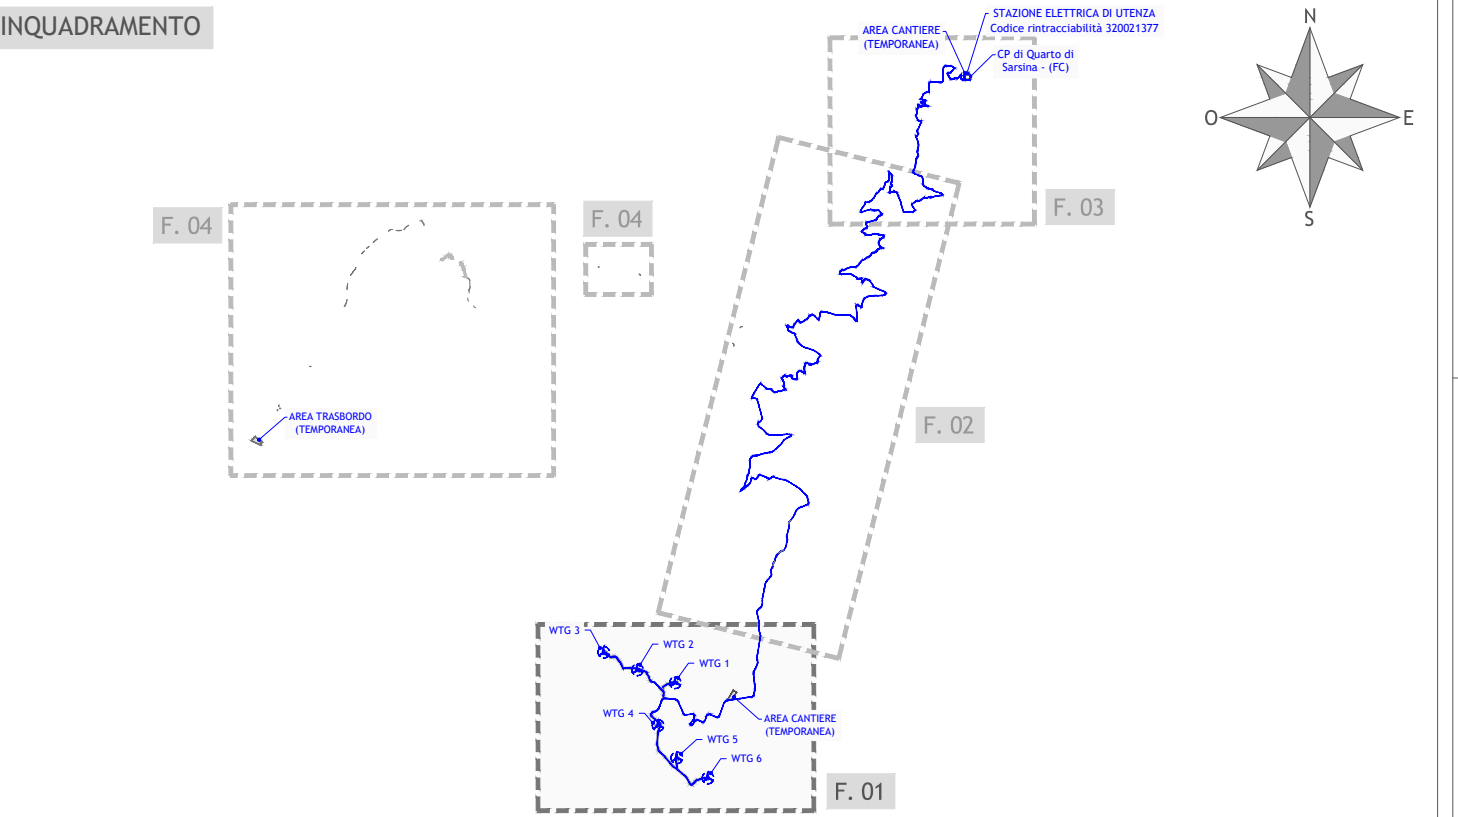 INQUADRAMENTO
STAZIONE ELETTRICA DI UTENZA
Codice rintracciabilità 320021377
AREA CANTIERE
(TEMPORANEA)
CP di Quarto di
Sarsina - (FC)
N
O
E
S
F. 03
F. 04
F. 04
AREA TRASBORDO
(TEMPORANEA)
F. 02
WTG 3
WTG 2
WTG 1
WTG 4
AREA CANTIERE
(TEMPORANEA)
WTG 5
WTG 6
F. 01